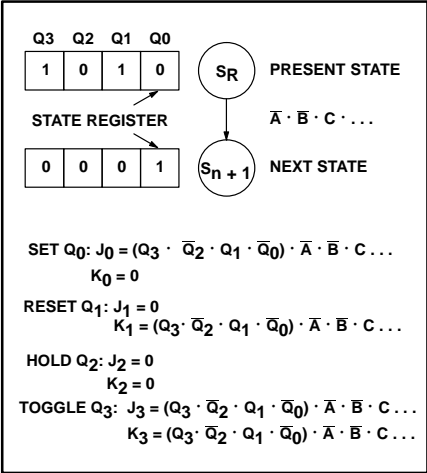 Q3 Q2 Q1 Q0
1 0 1 0
SR
PRESENT STATE
STATE REGISTER
A̅ · B̅ · C · . . .
0 0 0 1
Sn + 1
NEXT STATE
SET Q0: J0 = (Q3 · Q̅2 · Q1 · Q̅0) · A̅ · B̅ · C . . .
K0 = 0
RESET Q1: J1 = 0
K1 = (Q3 · Q̅2 · Q1 · Q̅0) · A̅ · B̅ · C . . .
HOLD Q2: J2 = 0
K2 = 0
TOGGLE Q3: J3 = (Q3 · Q̅2 · Q1 · Q̅0) · A̅ · B̅ · C . . .
K3 = (Q3 · Q̅2 · Q1 · Q̅0) · A̅ · B̅ · C . . .